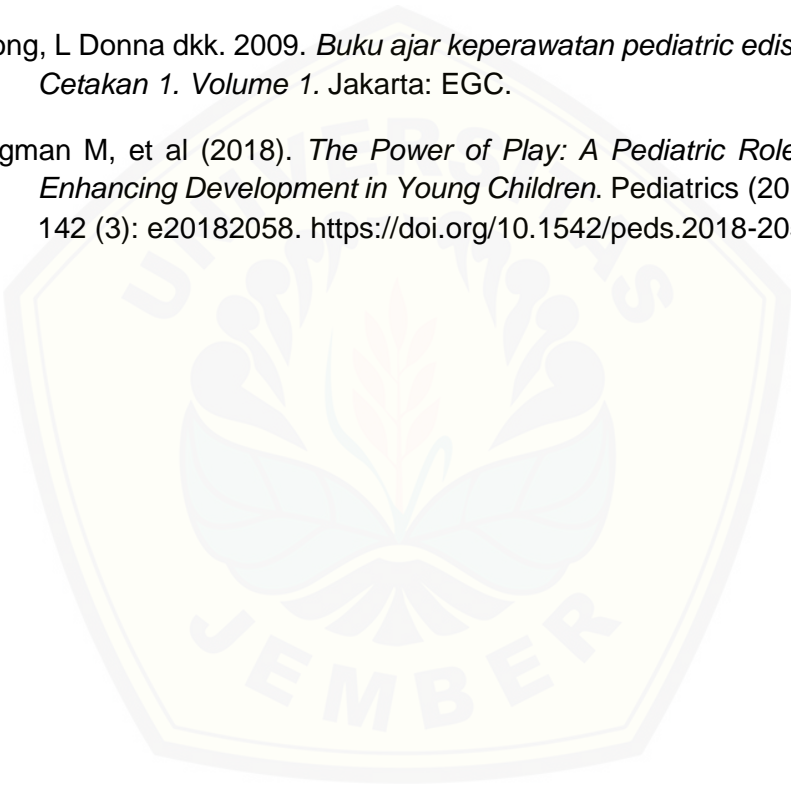 ong, L Donna dkk. 2009. Buku ajar keperawatan pediatric edis
Cetakan 1. Volume 1. Jakarta: EGC.
gman M, et al (2018). The Power of Play: A Pediatric Role
Enhancing Development in Young Children. Pediatrics (20
142 (3): e20182058. https://doi.org/10.1542/peds.2018-20
UNIVERSITAS
JEMBER